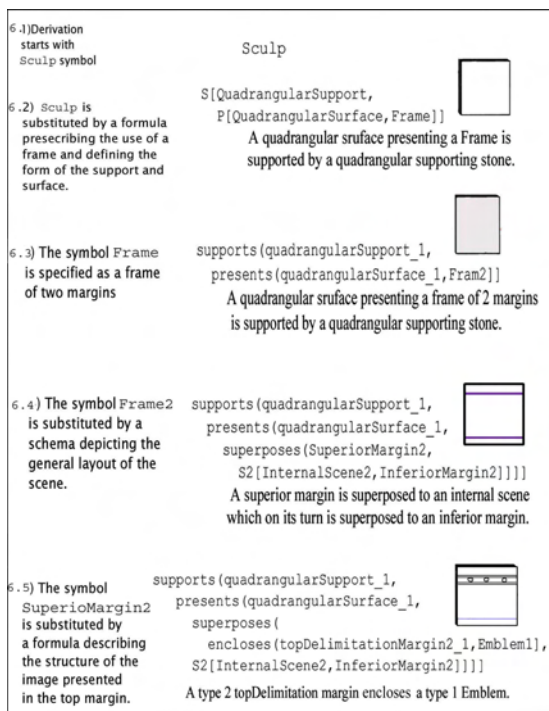 6.1)Derivation
starts with
Sculp symbol
Sculp
6.2) Sculp is
substituted by a formula
presecribing the use of a
frame and defining the
form of the support and
surface.
S[QuadrangularSupport,
P[QuadrangularSurface,Frame]]
A quadrangular sruface presenting a Frame is
supported by a quadrangular supporting stone.
6.3) The symbol Frame
is specified as a frame
of two margins
supports(quadrangularSupport_1,
presents(quadrangularSurface_1,Fram2]]
A quadrangular sruface presenting a frame of 2 margins
is supported by a quadrangular supporting stone.
6.4) The symbol Frame2
is substituted by a
schema depicting the
general layout of the
scene.
supports(quadrangularSupport_1,
presents(quadrangularSurface_1,
superposes(SuperiorMargin2,
S2[InternalScene2,InferiorMargin2]]]]
A superior margin is superposed to an internal scene
which on its turn is superposed to an inferior margin.
6.5) The symbol
SuperioMargin2
is substituted by
a formula describing
the structure of the
image presented
in the top margin.
supports(quadrangularSupport_1,
presents(quadrangularSurface_1,
superposes(
encloses(topDelimitationMargin2_1,Emblem1],
S2[InternalScene2,InferiorMargin2]]]]
A type 2 topDelimitation margin encloses a type 1 Emblem.